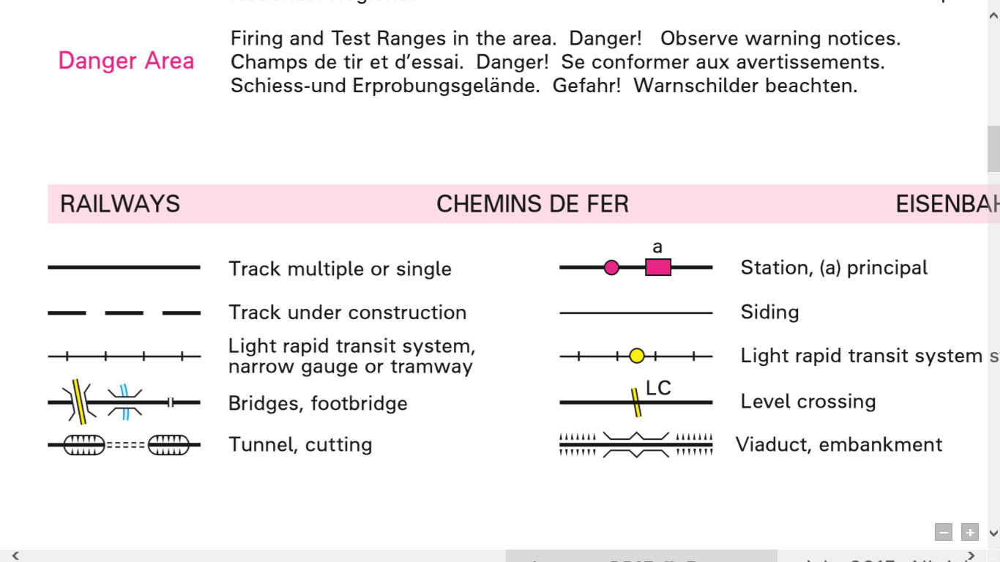 Danger Area
Firing and Test Ranges in the area. Danger! Observe warning notices.
Champs de tir et d'essai. Danger! Se conformer aux avertissements.
Schiess-und Erprobungsgelände. Gefahr! Warnschilder beachten.
RAILWAYS CHEMINS DE FER
Track multiple or single
a
Station, (a) principal
Track under construction
Siding
Light rapid transit system,
narrow gauge or tramway
Light rapid transit system
Bridges, footbridge
LC
Level crossing
Tunnel, cutting
Viaduct, embankment